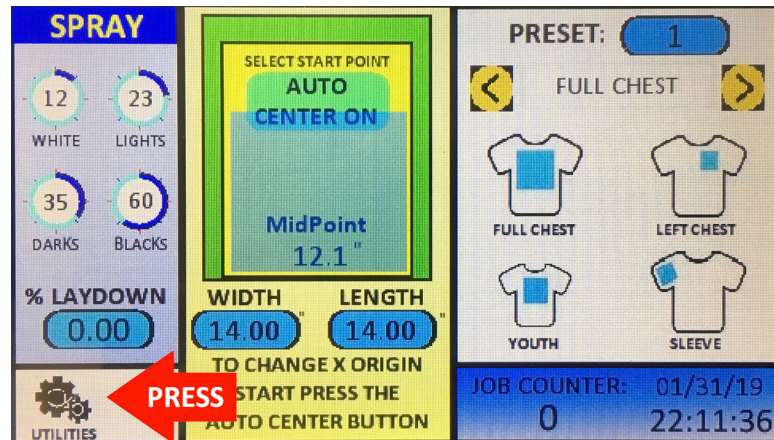 SPRAY
12
23
WHITE
LIGHTS
35
60
DARKS
BLACKS
% LAYDOWN
0.00
UTILITIES
PRESS
SELECT START POINT
AUTO
CENTER ON
MidPoint
12.1 "
WIDTH
LENGTH
14.00 "
14.00 "
TO CHANGE X ORIGIN
START PRESS THE
AUTO CENTER BUTTON
PRESET: 1
< FULL CHEST >
FULL CHEST
LEFT CHEST
YOUTH
SLEEVE
JOB COUNTER:
0
01/31/19
22:11:36